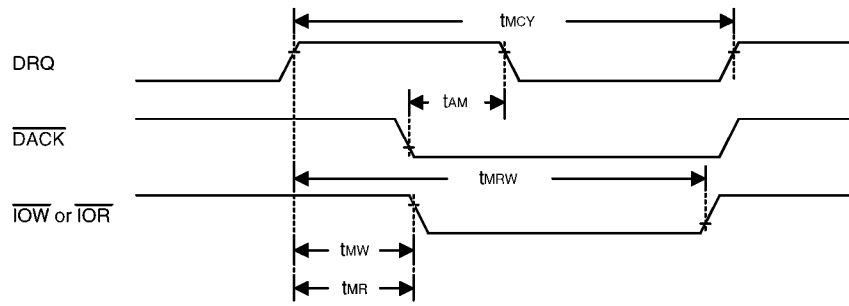 tMCY
DRQ
tAM
DACK
tMRW
IOW or IOR
tMW
tMR